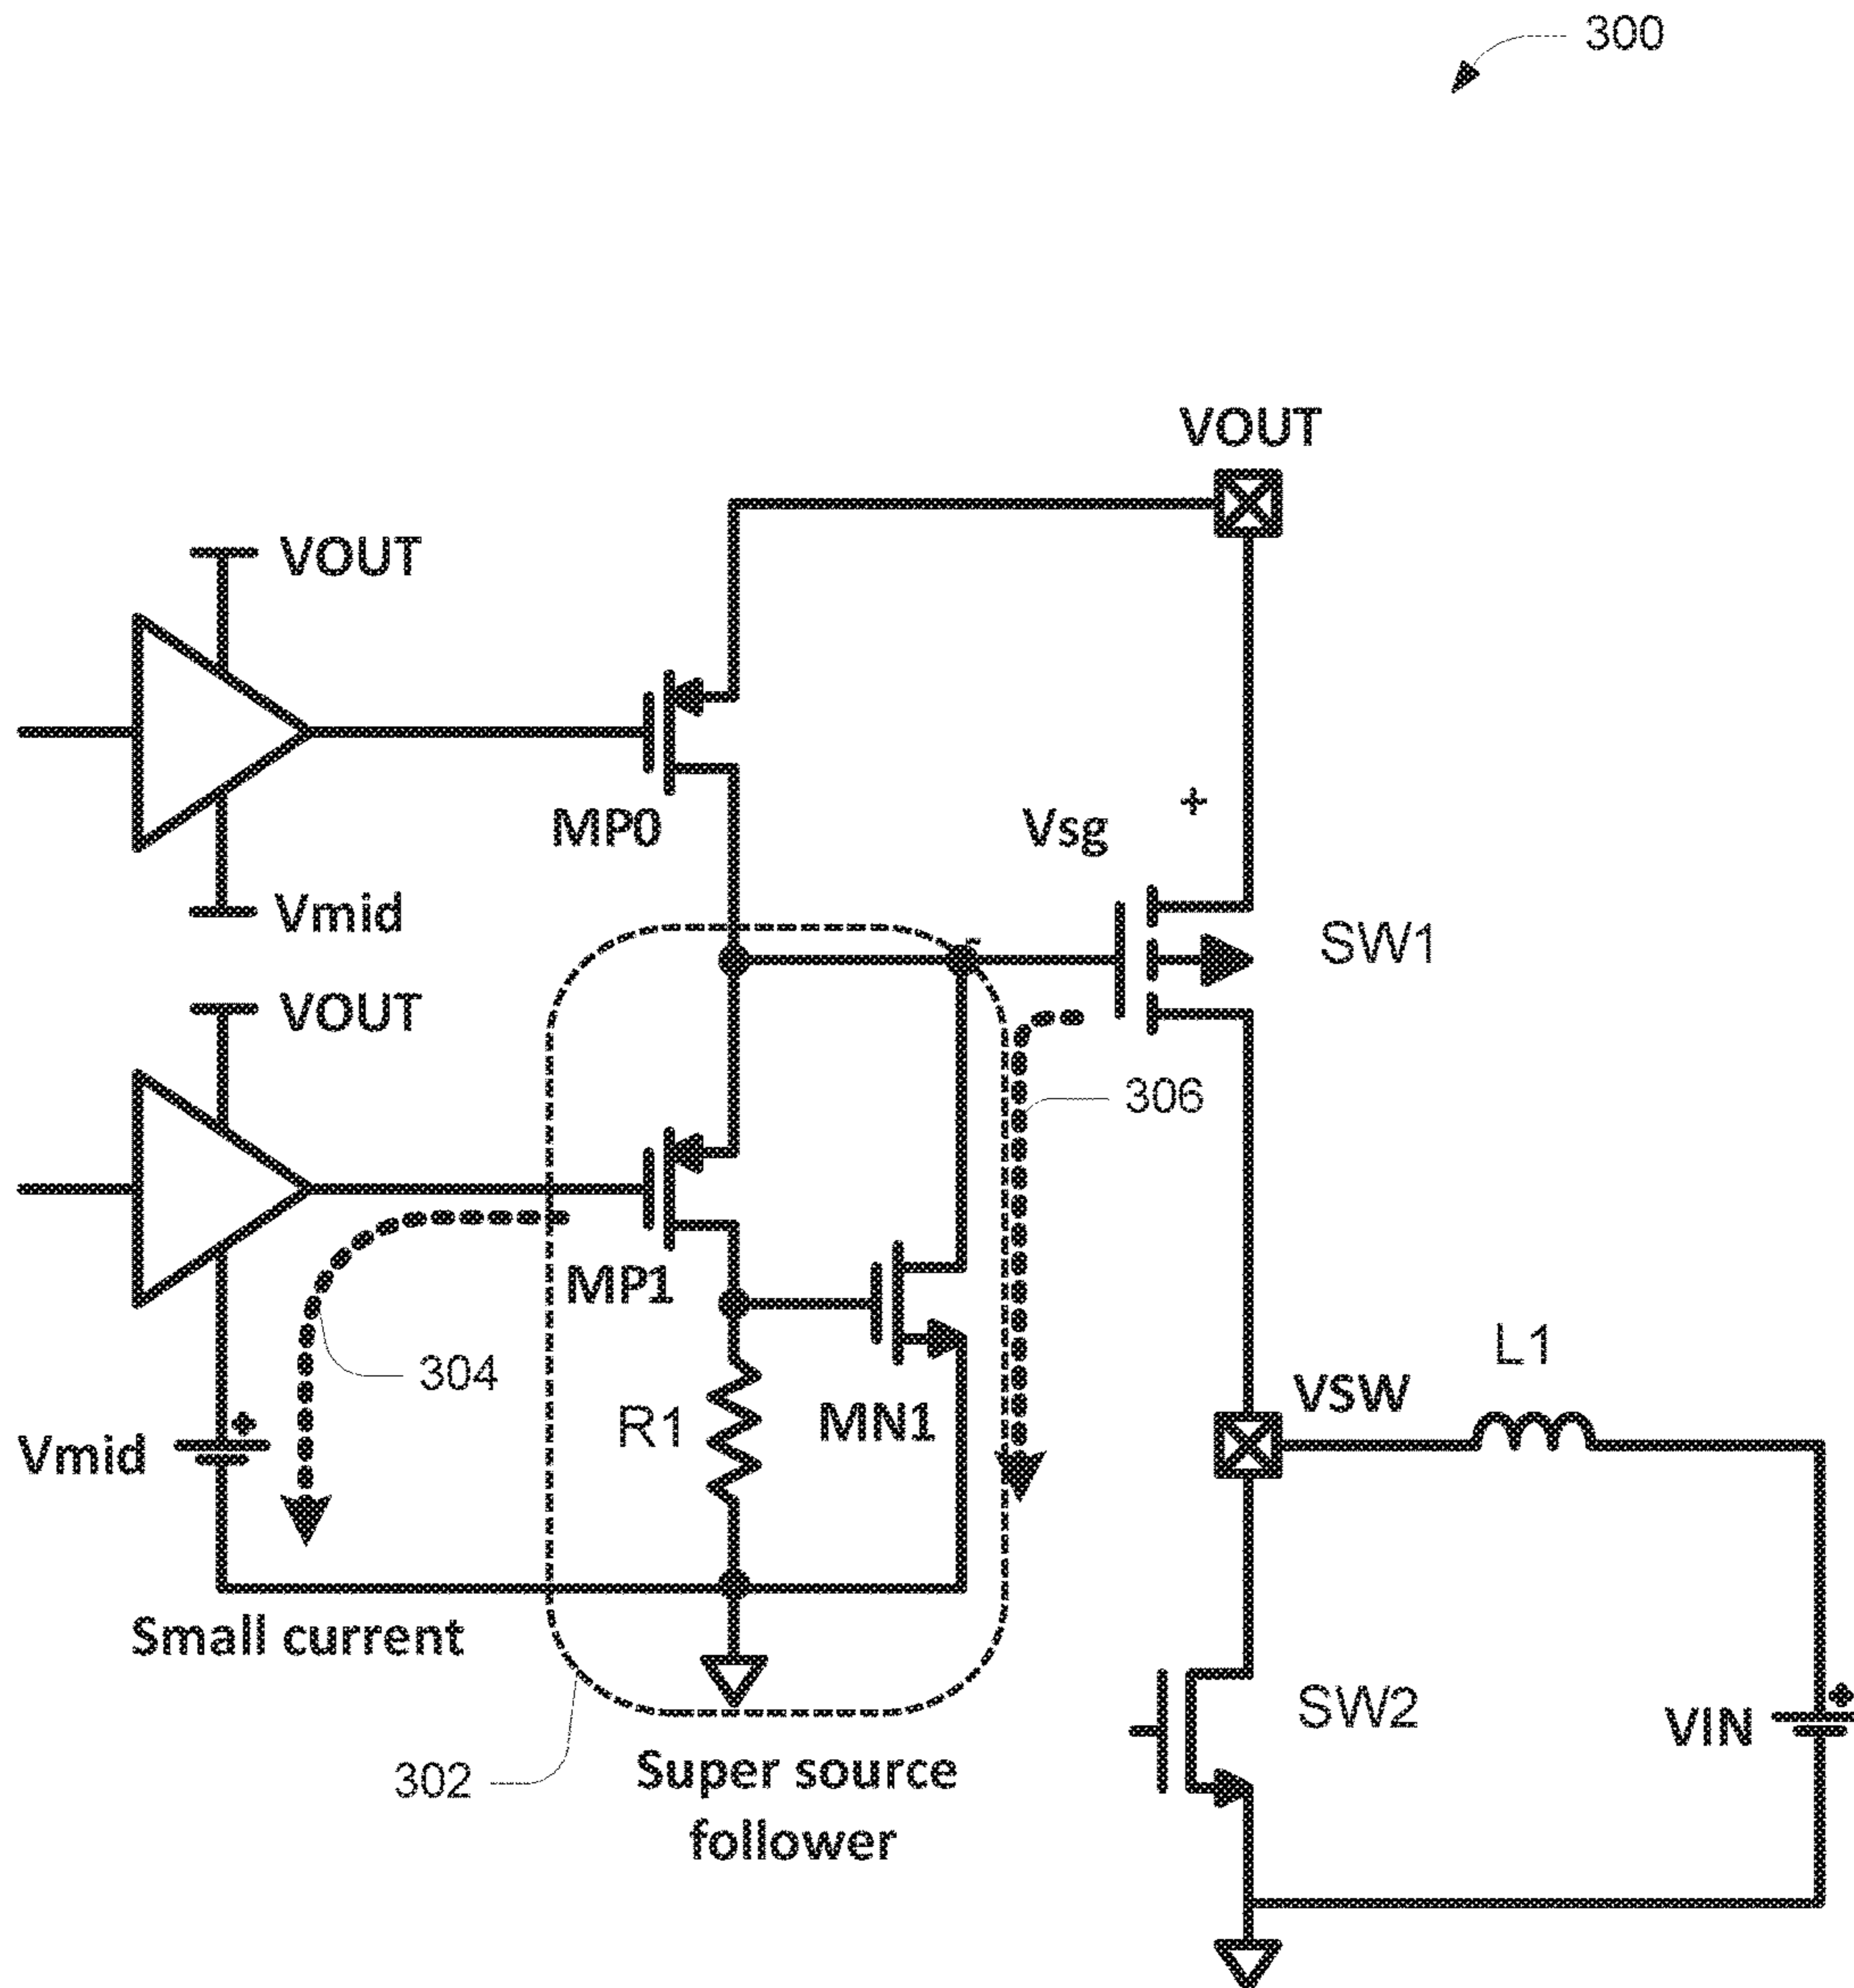 300
VOUT
VOUT
MP0
Vsg
+
Vmid
SW1
-
VOUT
306
MP1
304
L1
VSW
R1
MN1
Vmid
Small current
SW2
VIN
302
Super source
follower